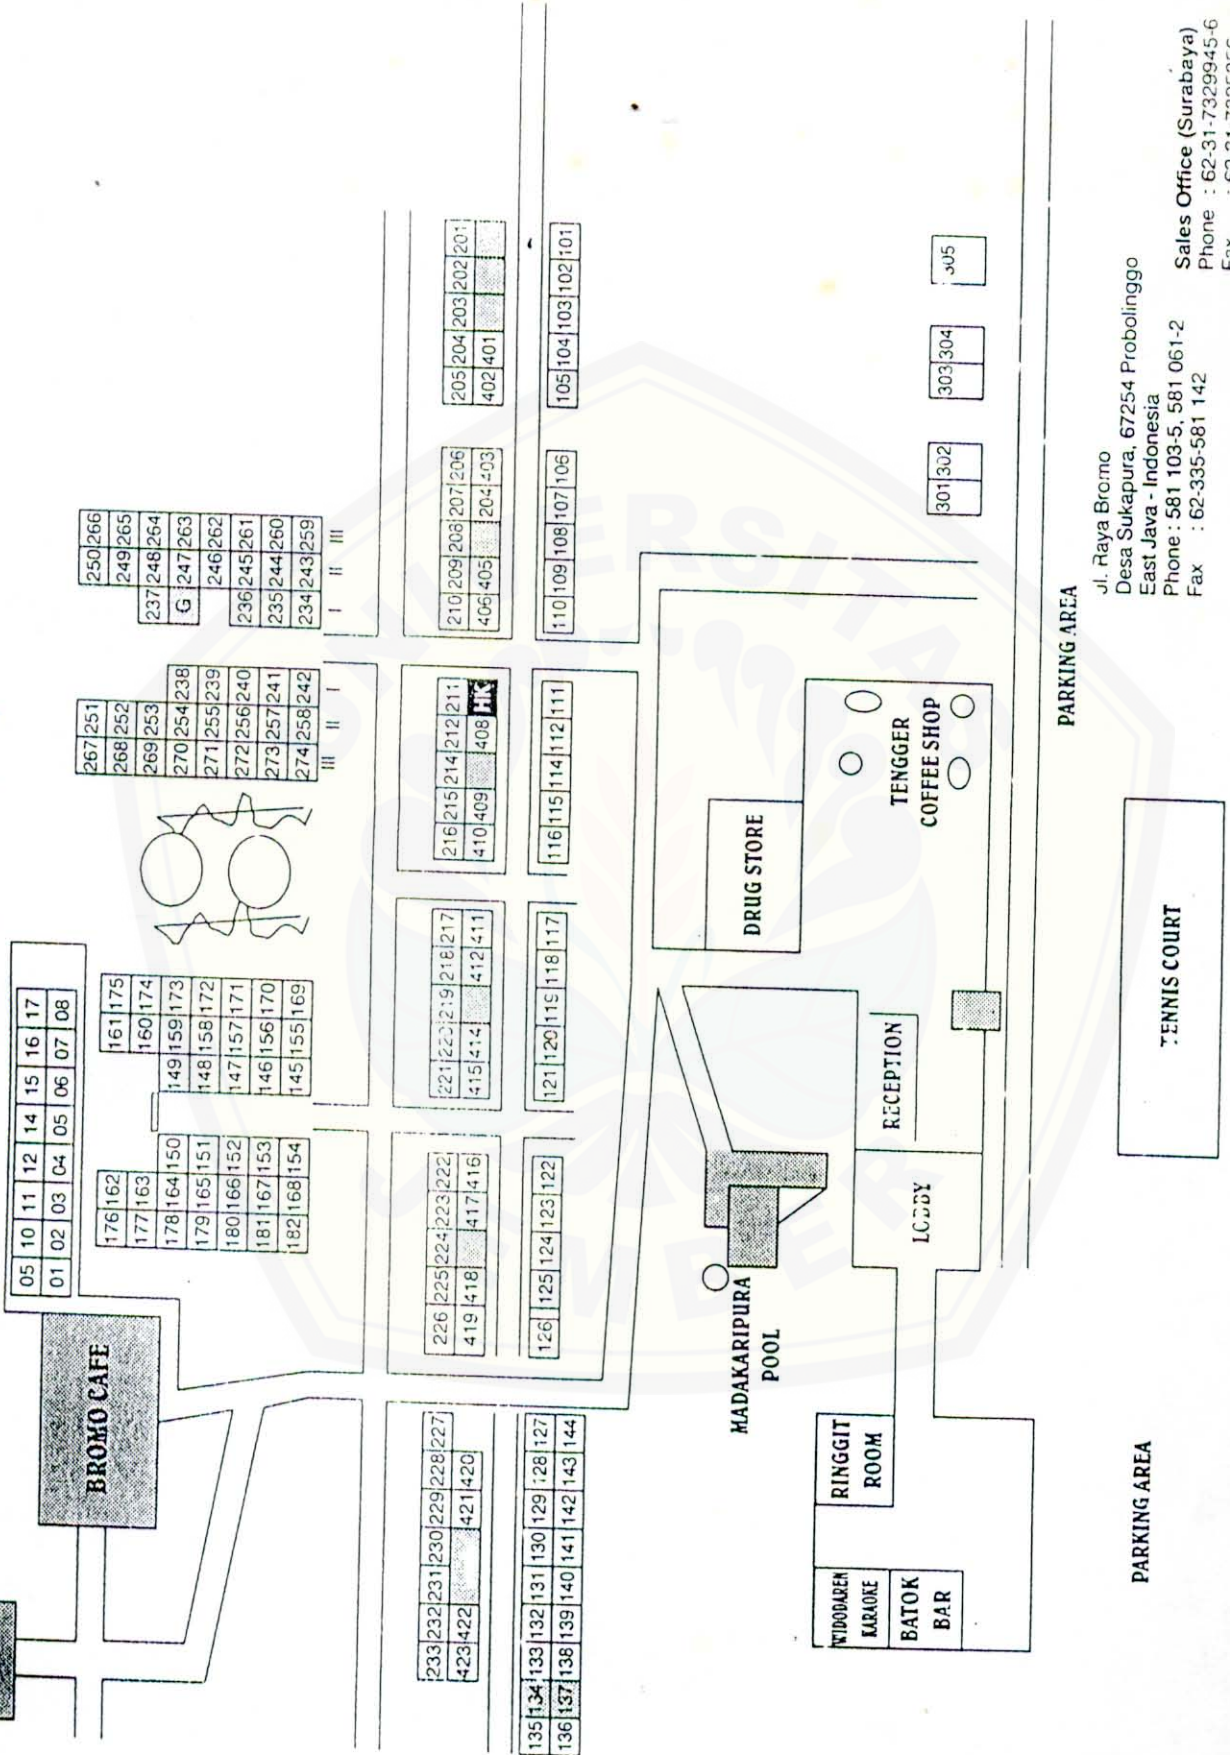 05 10 11 12 14 15 16 17
01 02 03 04 05 06 07 08
BROMO CAFE
176 162
177 163
178 164 150
179 165 151
180 166 152
181 167 153
182 168 154
161 175
160 174
149 159 173
148 158 172
147 157 171
146 156 170
145 155 169
267 251
268 252
269 253
270 254 238
271 255 239
272 256 240
273 257 241
274 258 242
III II I
250 266
249 265
237 248 264
G 247 263
246 262
236 245 261
235 244 260
234 243 259
I II III
233 232 231 230 229 228 227
423 422 421 420
226 225 224 223 222
419 418 417 416
221 220 219 218 217
415 414 412 411
216 215 214 212 211
410 409 408 HK
210 209 208 207 206
406 405 204 403
205 204 203 202 201
402 401
135 134 133 132 131 130 129 128 127
136 137 138 139 140 141 142 143 144
126 125 124 123 122
121 120 119 118 117
116 115 114 112 111
110 109 108 107 106
105 104 103 102 101
MADAKARIPURA
POOL
DRUG STORE
WIDODAREN
KARAOKE
BATOK
BAR
RINGGIT
ROOM
LOBBY
RECEPTION
TENGGER
COFFEE SHOP
301 302
303 304
305
PARKING AREA
PARKING AREA
TENNIS COURT
Jl. Raya Bromo
Desa Sukapura, 67254 Probolinggo
East Java - Indonesia
Phone : 581 103-5, 581 061-2
Fax : 62-335-581 142
Sales Office (Surabaya)
Phone : 62-31-7329945-6
UNIVERSITAS JEMBER